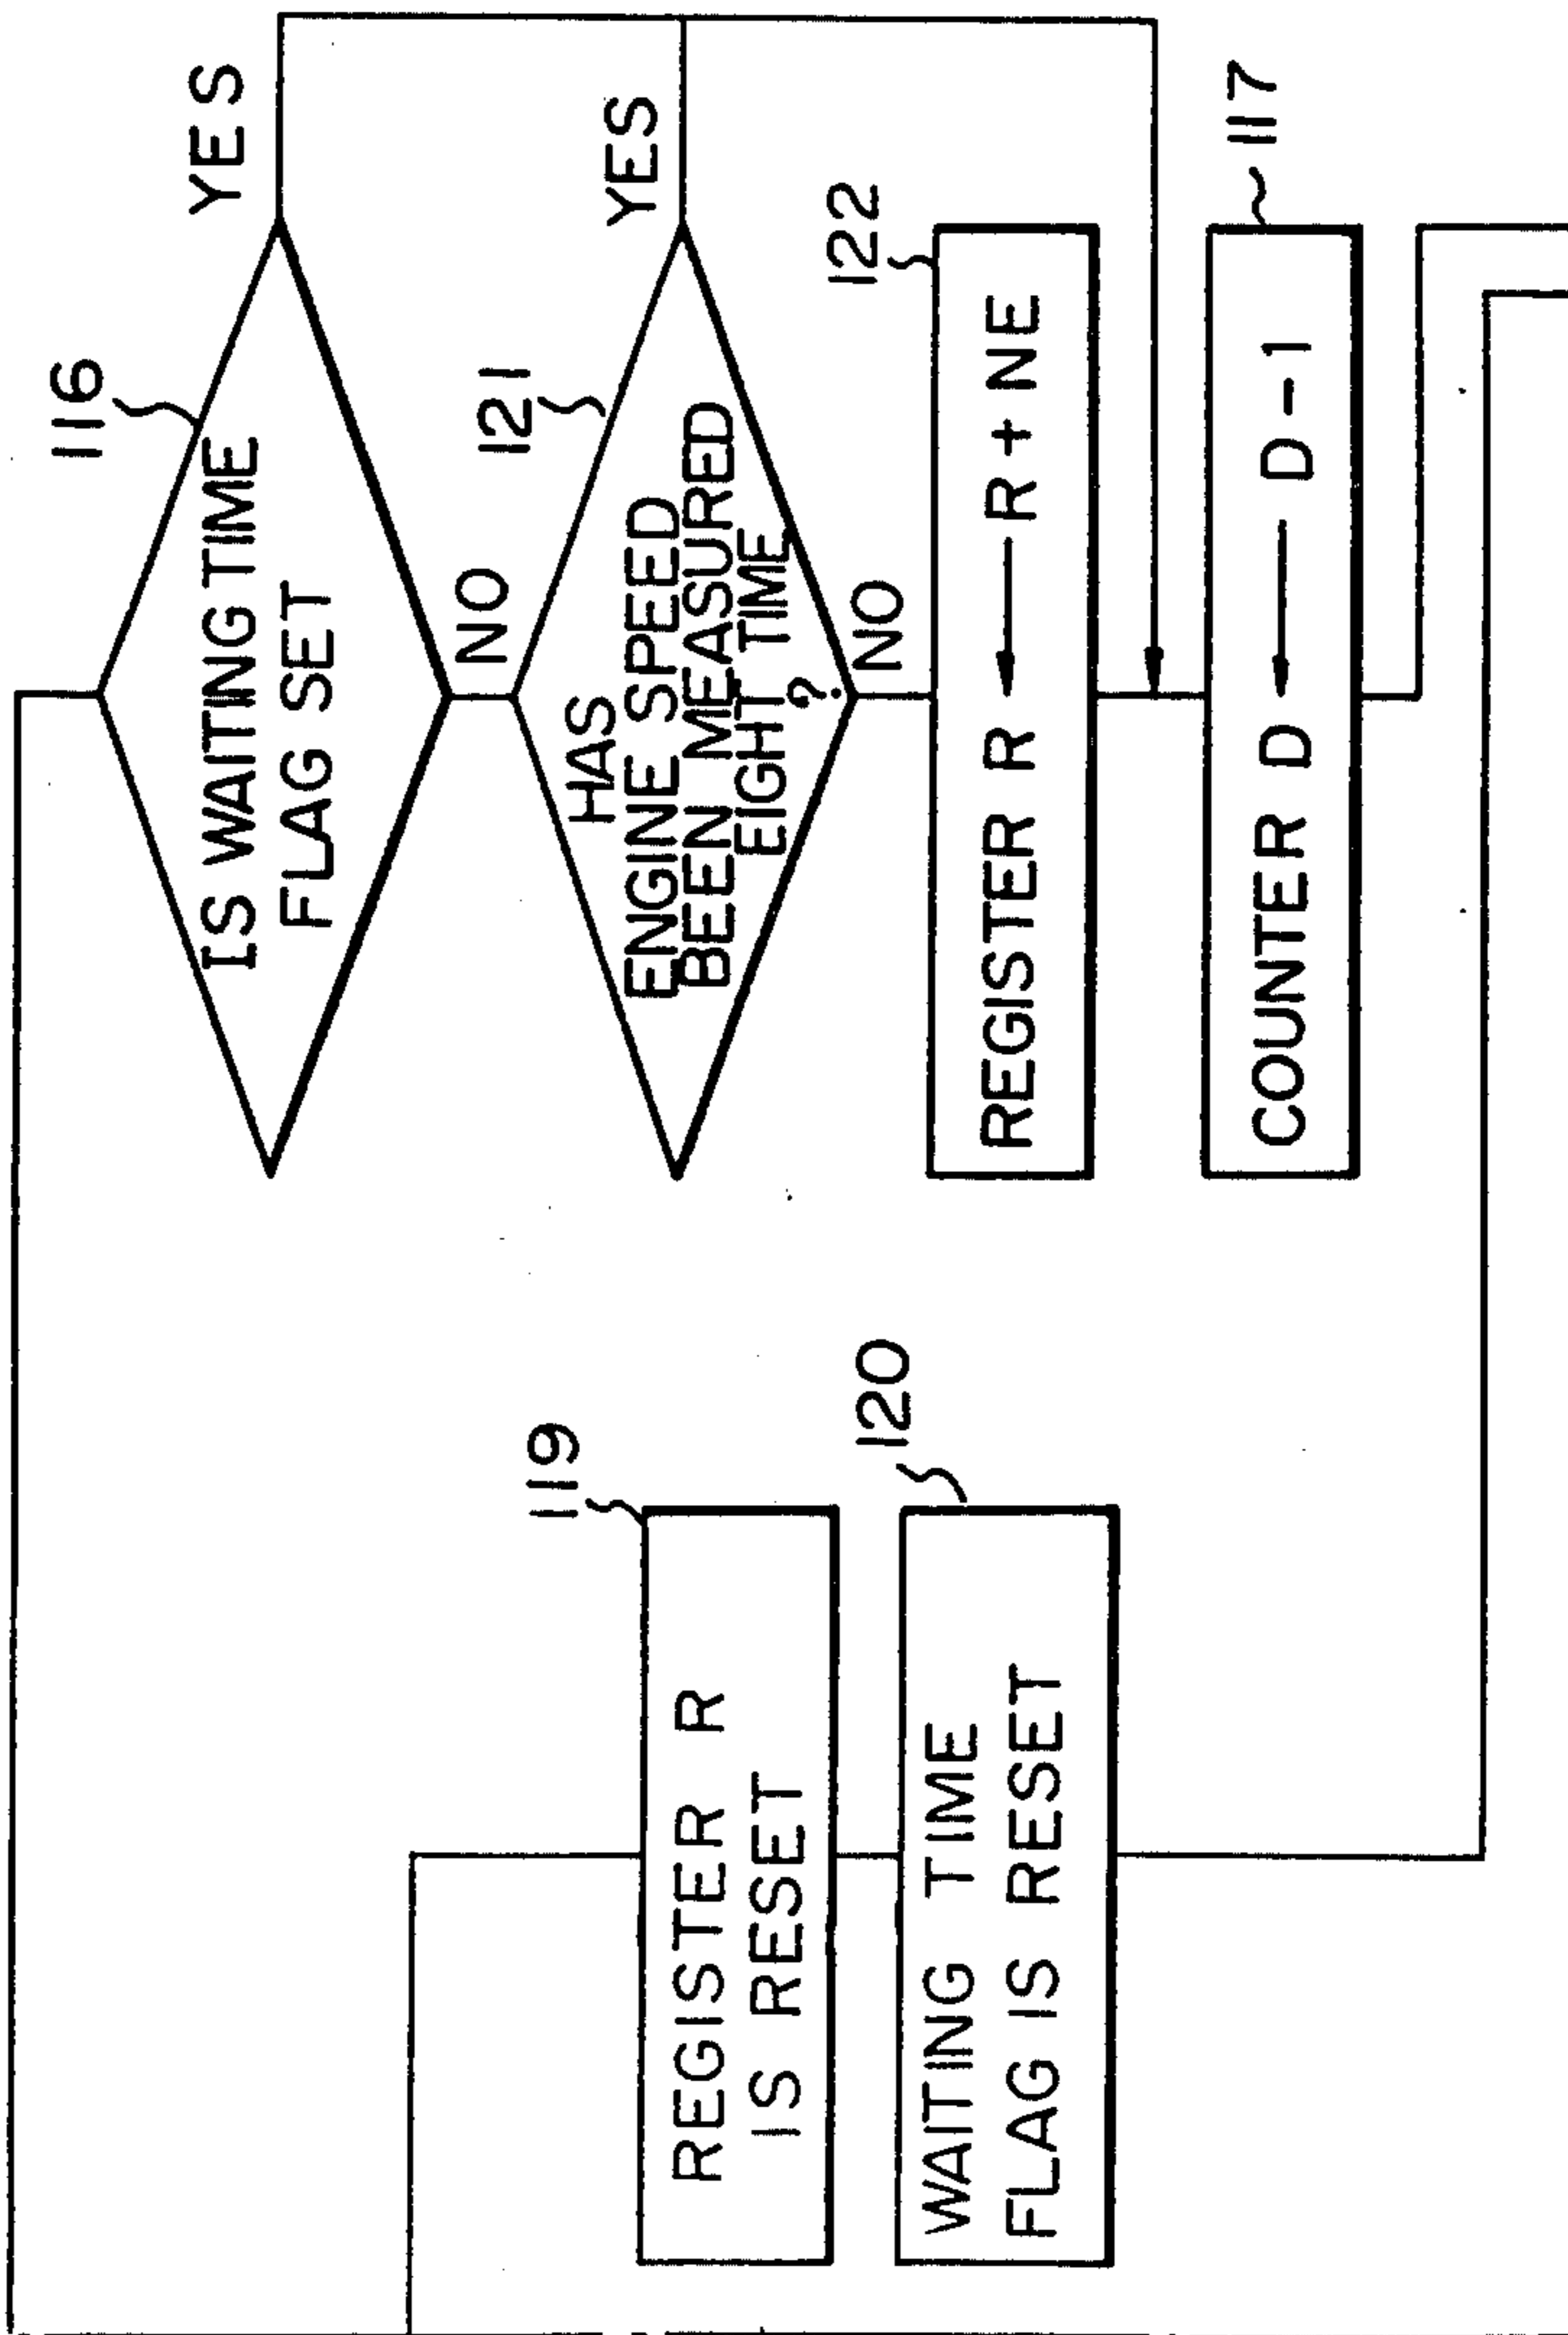 116
IS WAITING TIME
FLAG SET
YES
NO
121
HAS
ENGINE SPEED
BEEN MEASURED
EIGHT TIME
?
YES
NO
122
REGISTER R ← R + NE
117
COUNTER D ← D - 1
119
REGISTER R
IS RESET
120
WAITING TIME
FLAG IS RESET